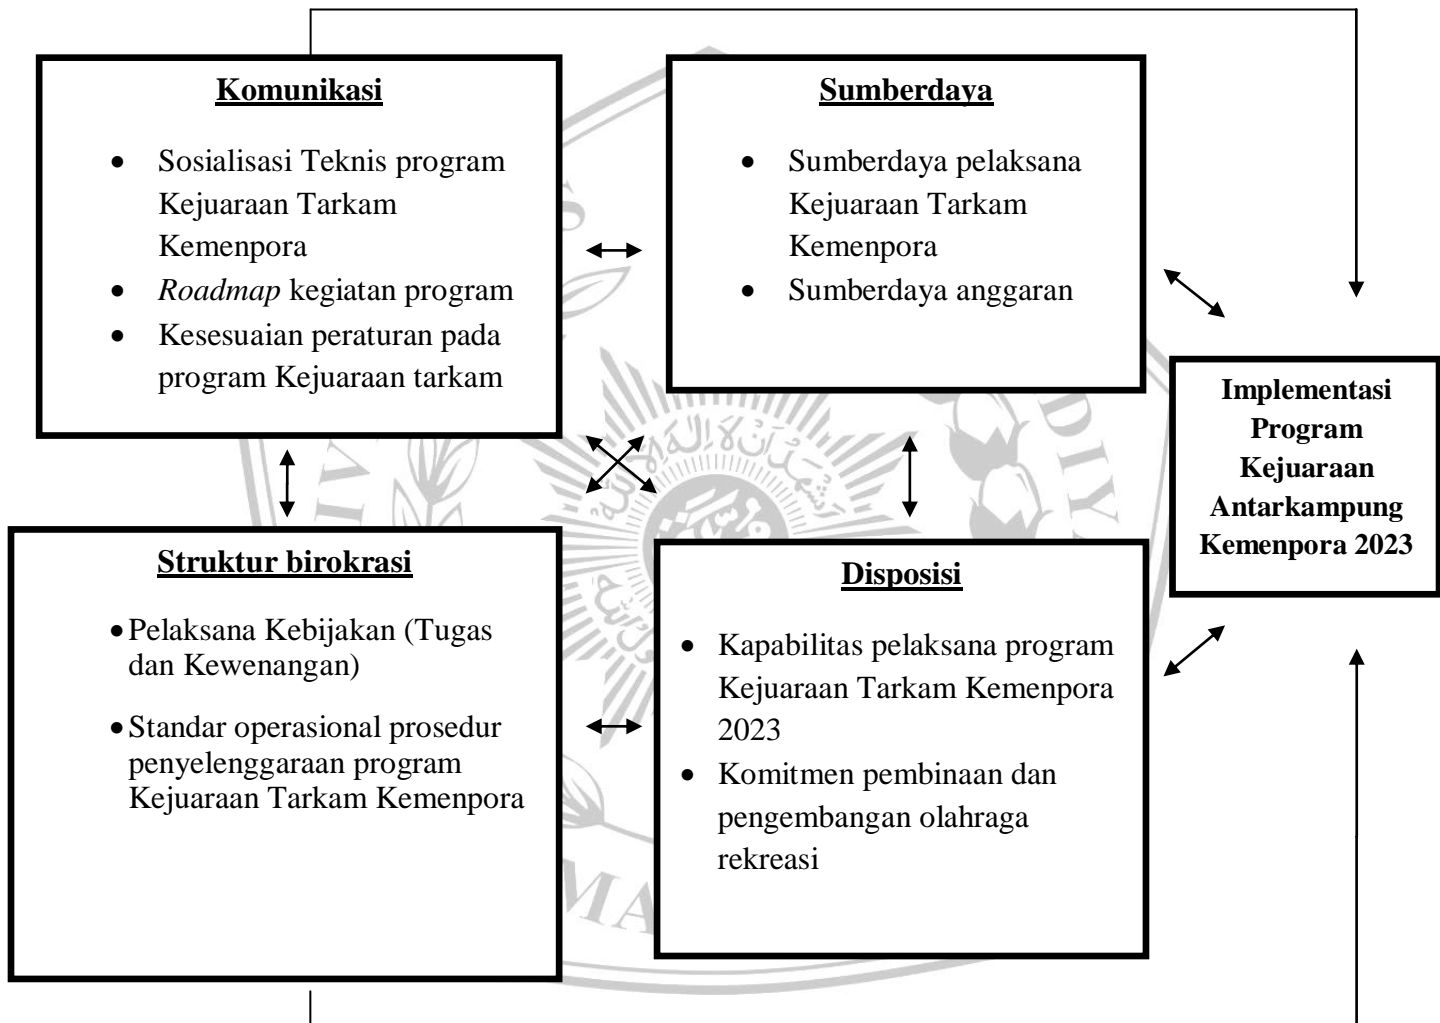 Komunikasi
• Sosialisasi Teknis program
Kejuaraan Tarkam
Kemenpora
• Roadmap kegiatan program
• Kesesuaian peraturan pada
program Kejuaraan tarkam
Sumberdaya
• Sumberdaya pelaksana
Kejuaraan Tarkam
Kemenpora
• Sumberdaya anggaran
Implementasi
Program
Kejuaraan
Antarkampung
Kemenpora 2023
Struktur birokrasi
• Pelaksana Kebijakan (Tugas
dan Kewenangan)
• Standar operasional prosedur
penyelenggaraan program
Kejuaraan Tarkam Kemenpora
Disposisi
• Kapabilitas pelaksana program
Kejuaraan Tarkam Kemenpora
2023
• Komitmen pembinaan dan
pengembangan olahraga
rekreasi